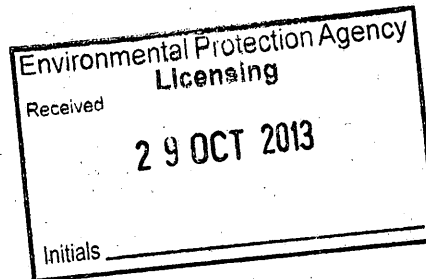 Environmental Protection Agency
Licensing
Received
29 OCT 2013
Initials